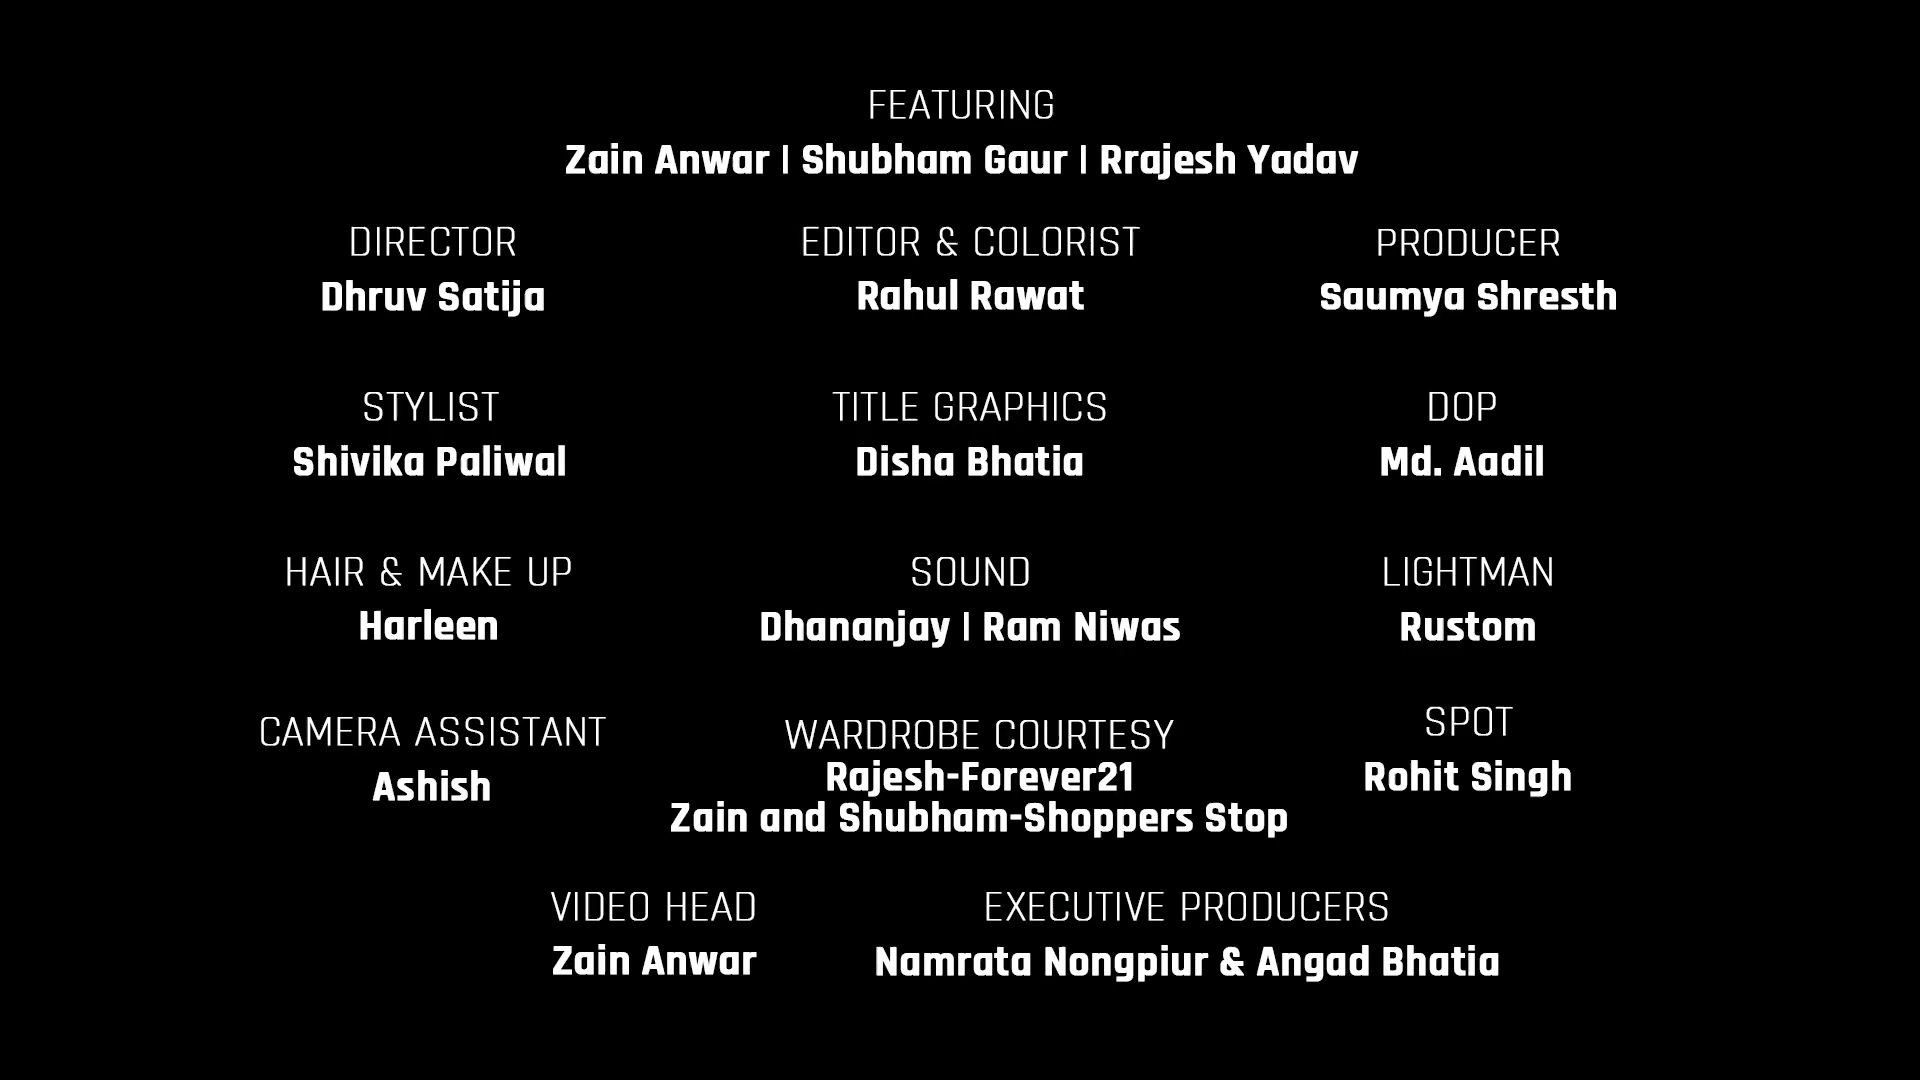 FEATURING
Zain Anwar | Shubham Gaur | Rrajesh Yadav
DIRECTOR
Dhruv Satija
EDITOR & COLORIST
Rahul Rawat
PRODUCER
Saumya Shresth
STYLIST
Shivika Paliwal
TITLE GRAPHICS
Disha Bhatia
DOP
Md. Aadil
HAIR & MAKE UP
Harleen
SOUND
Dhananjay | Ram Niwas
LIGHTMAN
Rustom
CAMERA ASSISTANT
Ashish
WARDROBE COURTESY
Rajesh-Forever21
Zain and Shubham-Shoppers Stop
SPOT
Rohit Singh
VIDEO HEAD
Zain Anwar
EXECUTIVE PRODUCERS
Namrata Nongpiur & Angad Bhatia